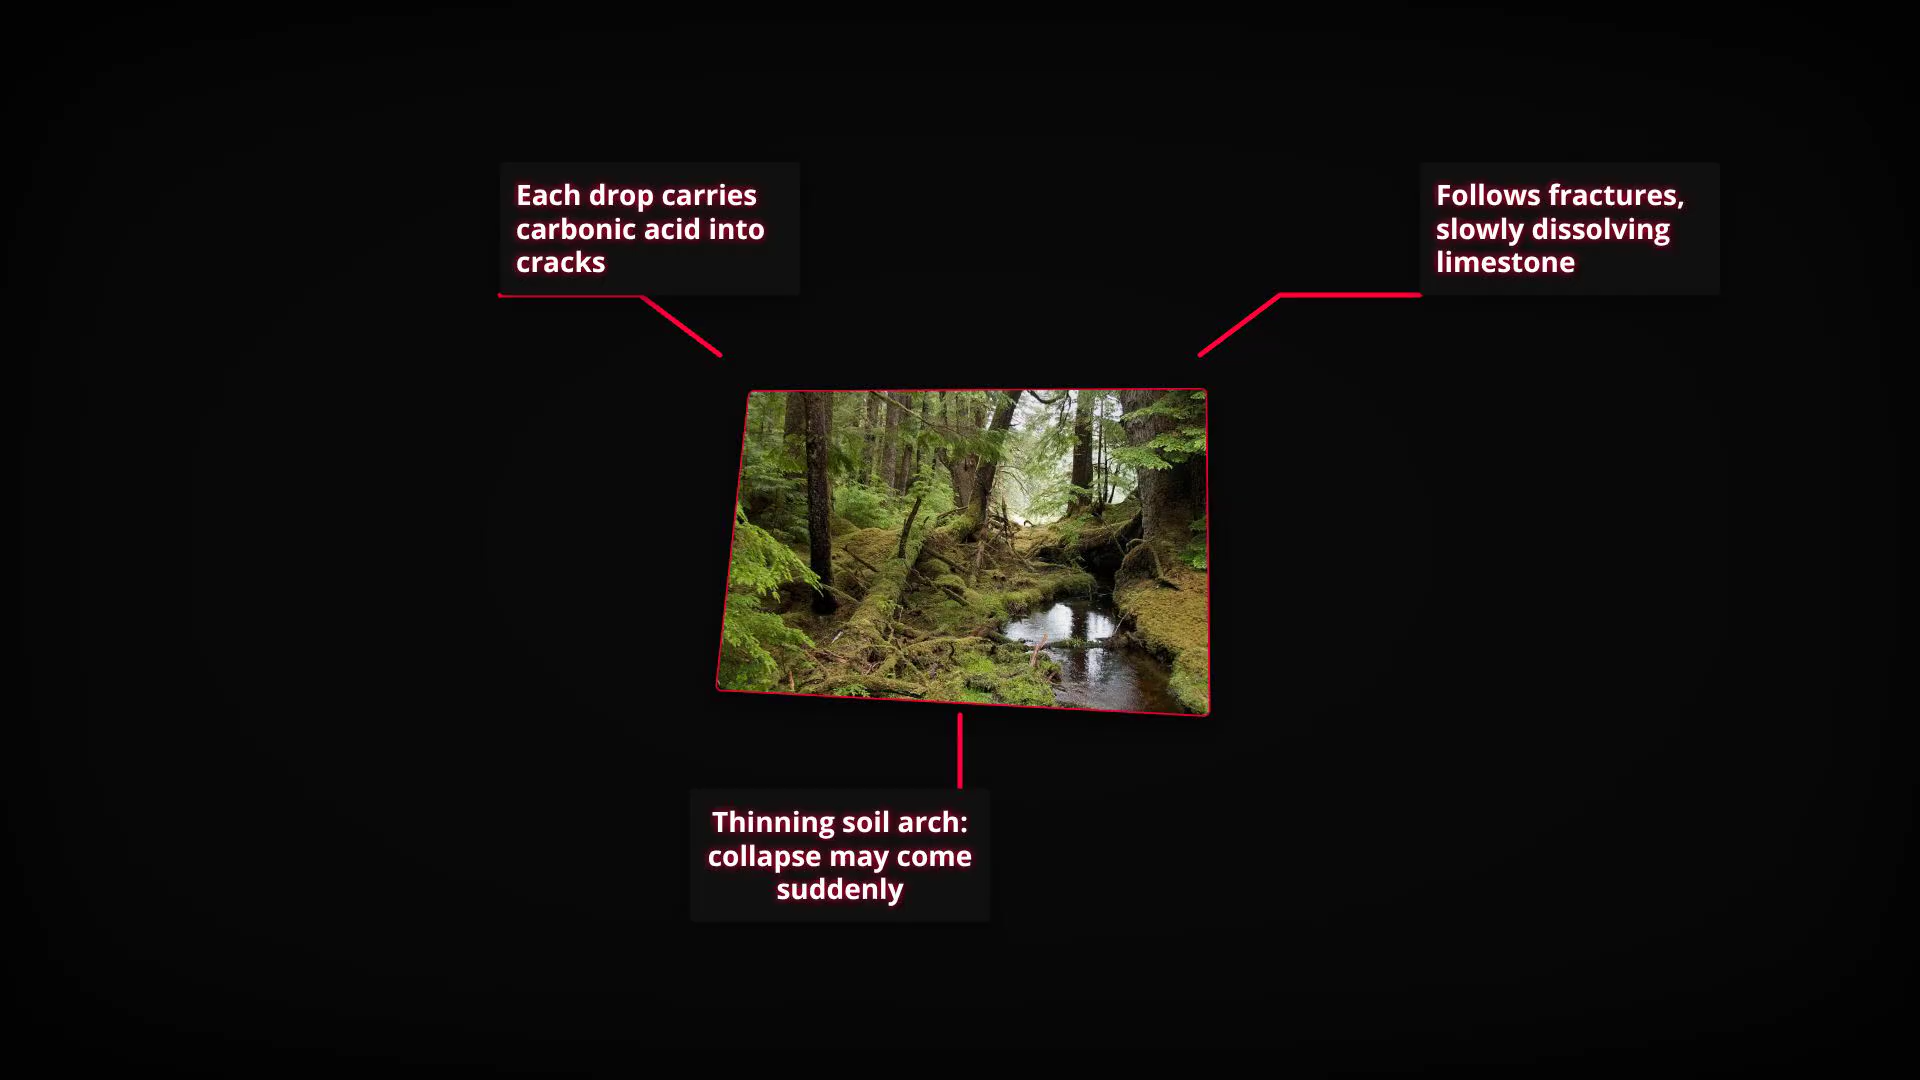 Each drop carries
carbonic acid into
cracks
Follows fractures,
slowly dissolving
limestone
Thinning soil arch:
collapse may come
suddenly